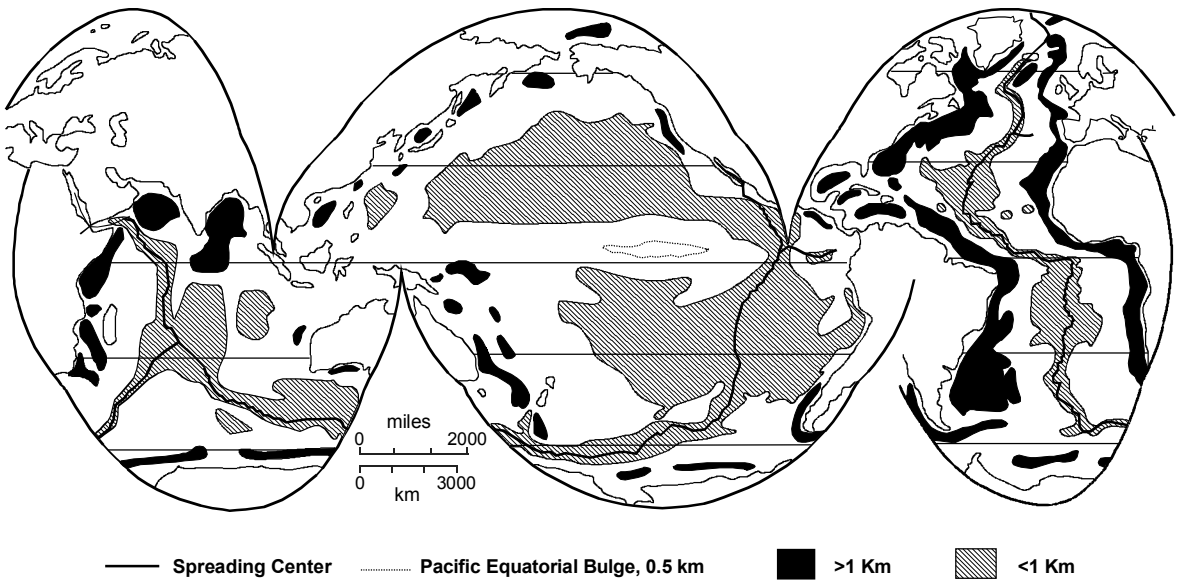 miles
0 2000
0 3000
km
Spreading Center Pacific Equatorial Bulge, 0.5 km >1 Km <1 Km